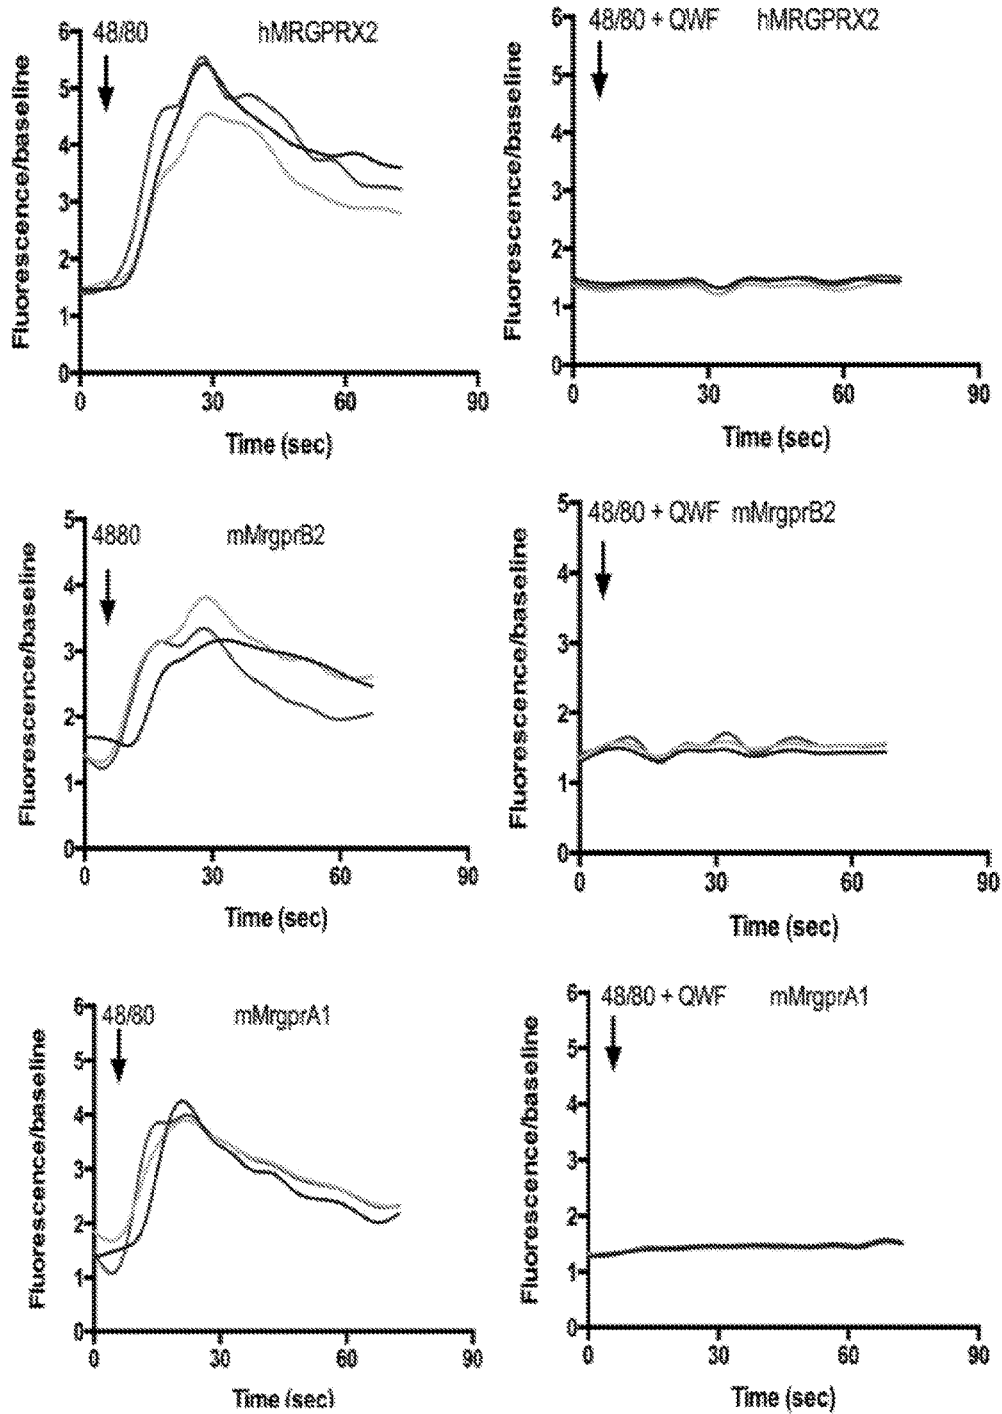 48/80 hMRGPRX2
Fluorescence/baseline
6
5
4
3
2
1
0
0 30 60 90
Time (sec)
48/80 + QWF hMRGPRX2
Fluorescence/baseline
6
5
4
3
2
1
0
0 30 60 90
Time (sec)
4880 mMrgprB2
Fluorescence/baseline
5
4
3
2
1
0
0 30 60 90
Time (sec)
48/80 + QWF mMrgprB2
Fluorescence/baseline
5
4
3
2
1
0
0 30 60 90
Time (sec)
48/80 mMrgprA1
Fluorescence/baseline
6
5
4
3
2
1
0
0 30 60 90
Time (sec)
48/80 + QWF mMrgprA1
Fluorescence/baseline
6
5
4
3
2
1
0
0 30 60 90
Time (sec)